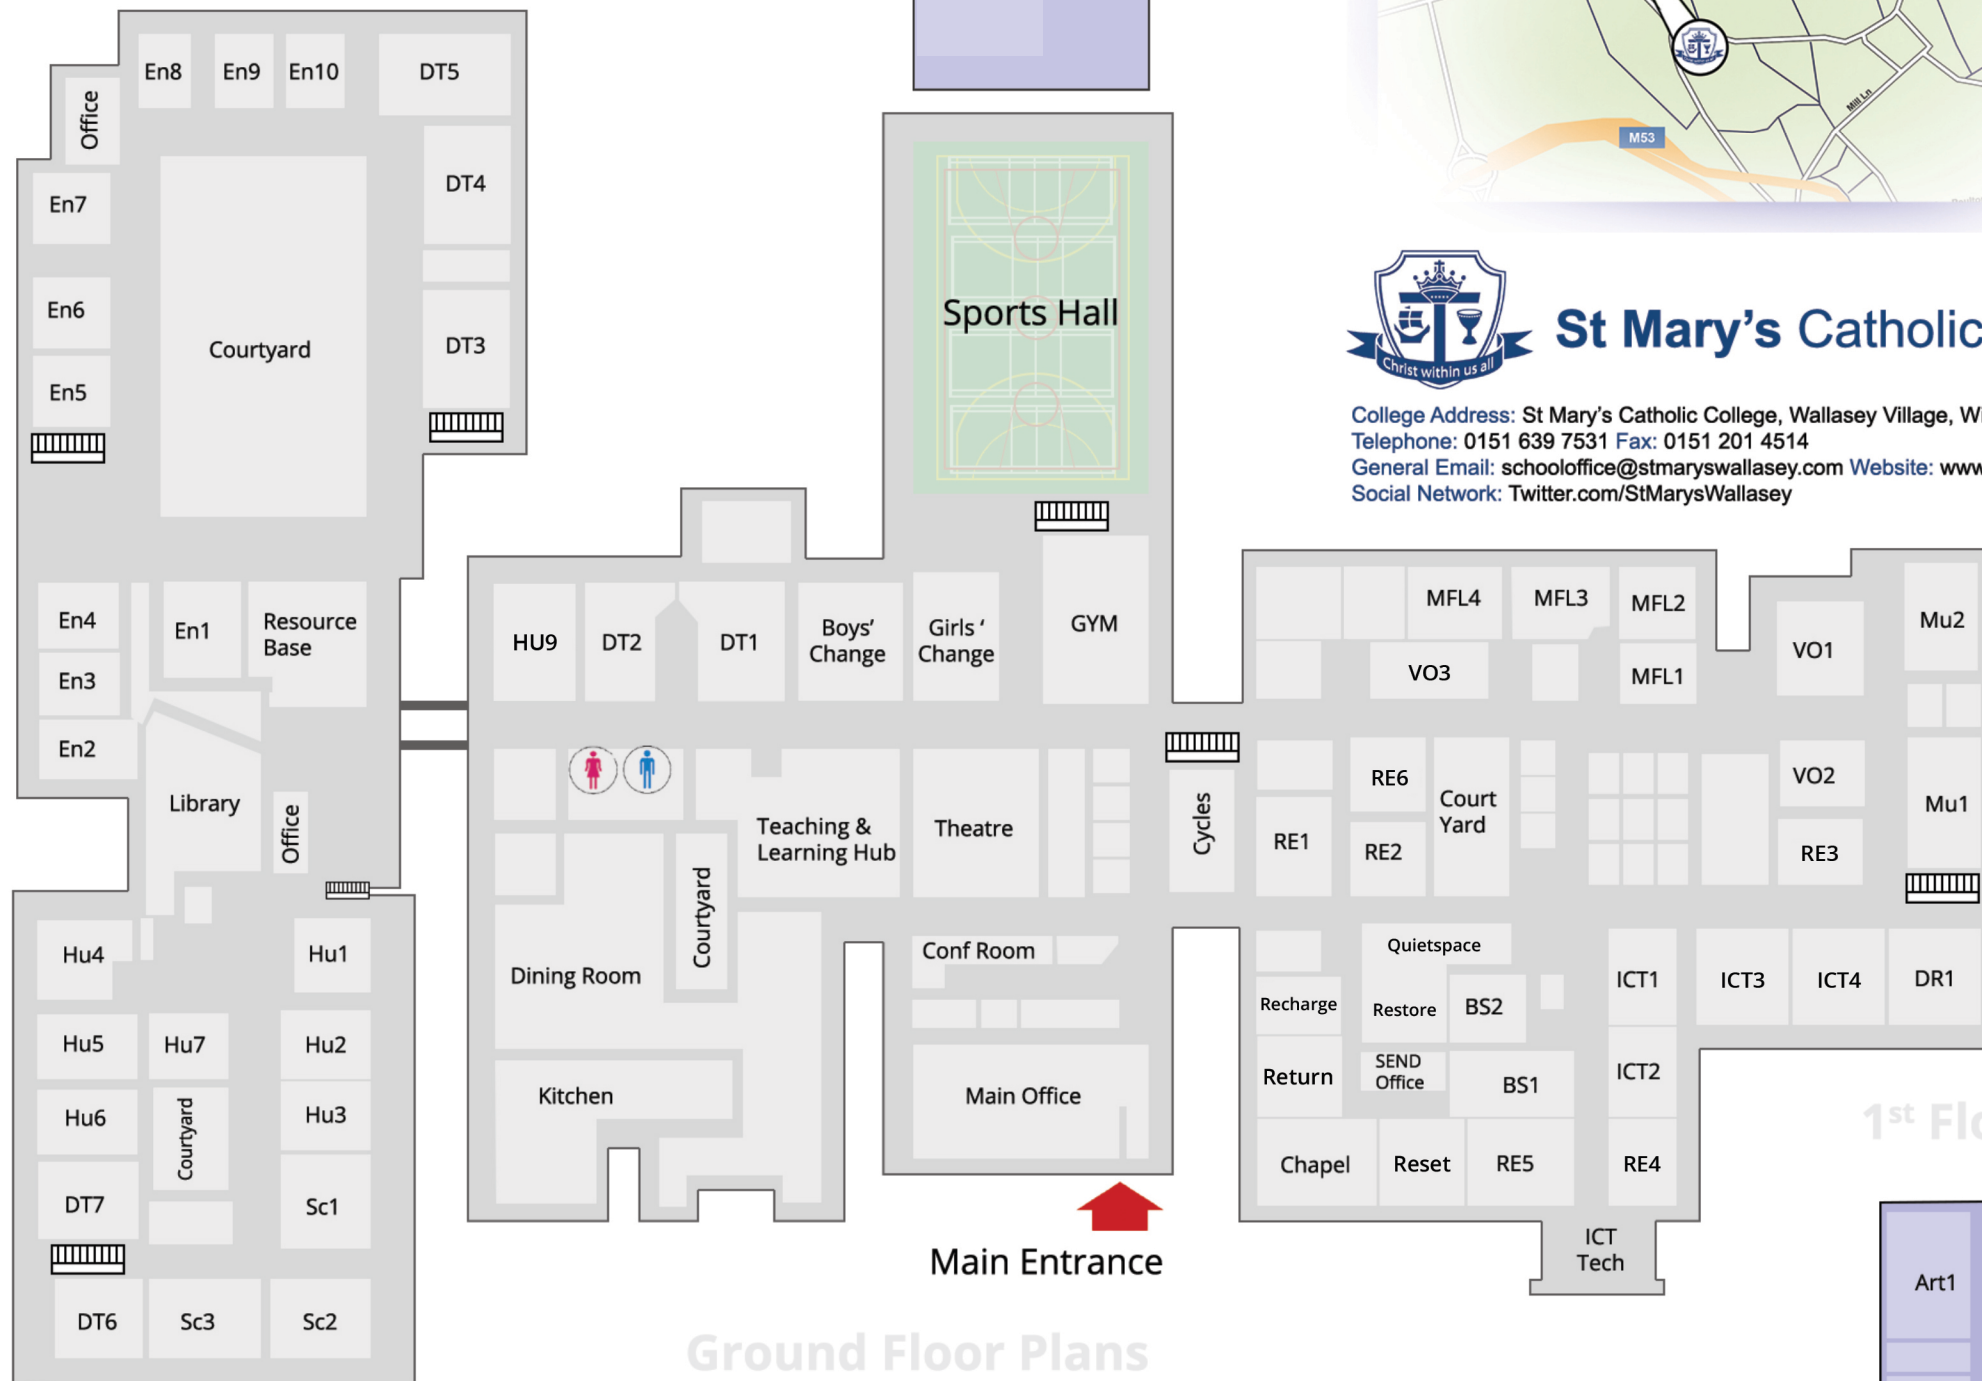 En8
En9
En10
DT5
Office
En7
DT4
En6
Courtyard
DT3
En5
En4
En1
Resource
Base
En3
En2
Library
Office
Hu4
Hu1
Hu5
Hu7
Hu2
Hu6
Courtyard
Hu3
DT7
Sc1
DT6
Sc3
Sc2
Sports Hall
HU9
DT2
DT1
Boys'
Change
Girls '
Change
GYM
Teaching &
Learning Hub
Theatre
Cycles
Courtyard
Dining Room
Conf Room
Kitchen
Main Office
Main Entrance
Ground Floor Plans
M53
Mill Ln
Christ within us all
St Mary's Catholic
College Address: St Mary's Catholic College, Wallasey Village, Wi
Telephone: 0151 639 7531 Fax: 0151 201 4514
General Email: schooloffice@stmaryswallasey.com Website: www
Social Network: Twitter.com/StMarysWallasey
MFL4
MFL3
MFL2
VO3
MFL1
VO1
Mu2
RE6
Court
Yard
VO2
Mu1
RE1
RE2
RE3
Quietspace
Recharge
Restore
BS2
ICT1
ICT3
ICT4
DR1
Return
SEND
Office
BS1
ICT2
Chapel
Reset
RE5
RE4
ICT
Tech
1st Flo
Art1